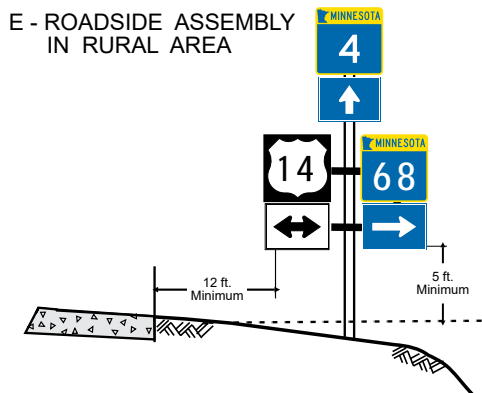 E - ROADSIDE ASSEMBLY
IN RURAL AREA
MINNESOTA
4
14
MINNESOTA
68
12 ft.
Minimum
5 ft.
Minimum